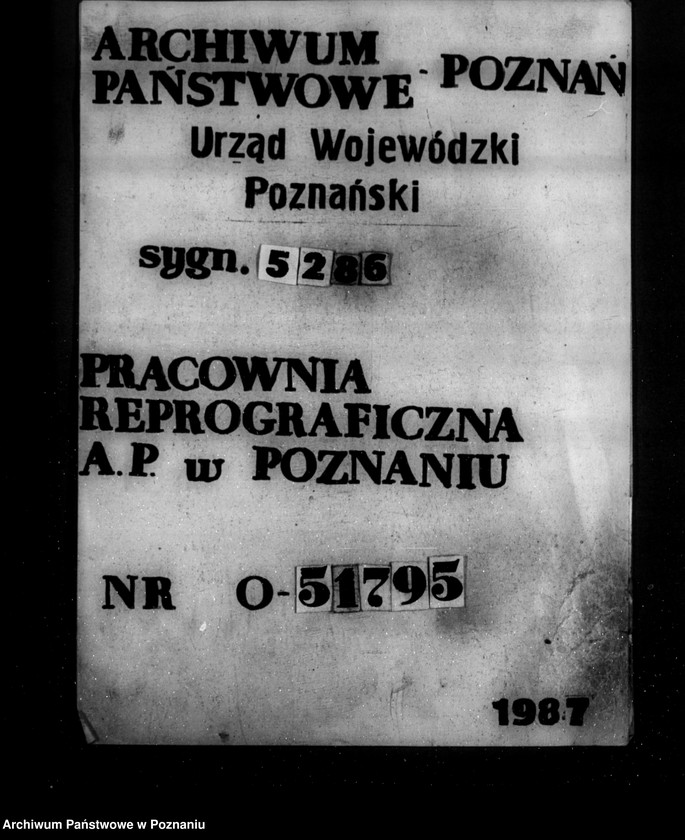 ARCHIWUM
PAŃSTWOWE - POZNAŃ
Urząd Wojewódzki
Poznański
sygn. 5286
PRACOWNIA
REPROGRAFICZNA
A.P. w POZNANIU
NR O-51795
1987
Archiwum Państwowe w Poznaniu